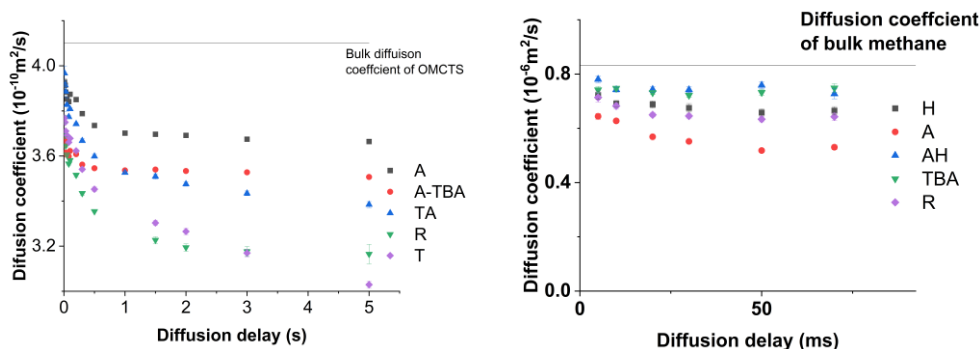 Difusion coefficient (10⁻¹⁰m²/s)
4.0
3.6
3.2
Bulk diffuison
coeffcient of OMCTS
A
A-TBA
TA
R
T
0
1
2
3
4
5
Diffusion delay (s)
Diffusion coeffcient
of bulk methane
Diffusion coefficient (10⁻⁶m²/s)
0.8
0.4
0.0
H
A
AH
TBA
R
0
50
Diffusion delay (ms)